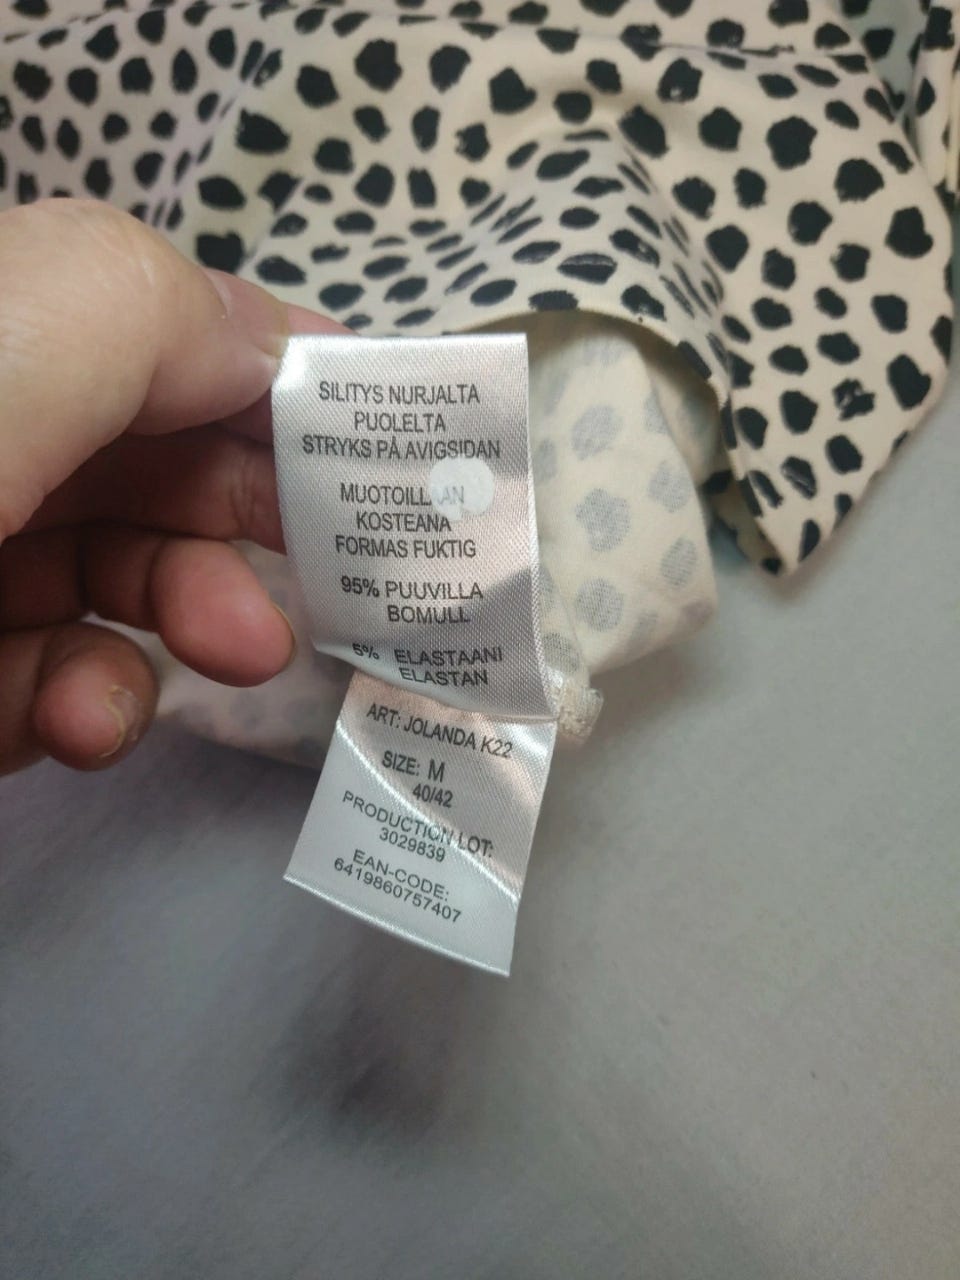 SILITYS NURJALTA
PUOLELTA
STRYKS PÅ AVIGSIDAN
MUOTOILLAAN
KOSTEANA
FORMAS FUKTIG
95% PUUVILLA
BOMULL
5% ELASTAANI
ELASTAN
ART: JOLANDA K22
SIZE: M
40/42
PRODUCTION LOT:
3029839
EAN-CODE:
6419860757407